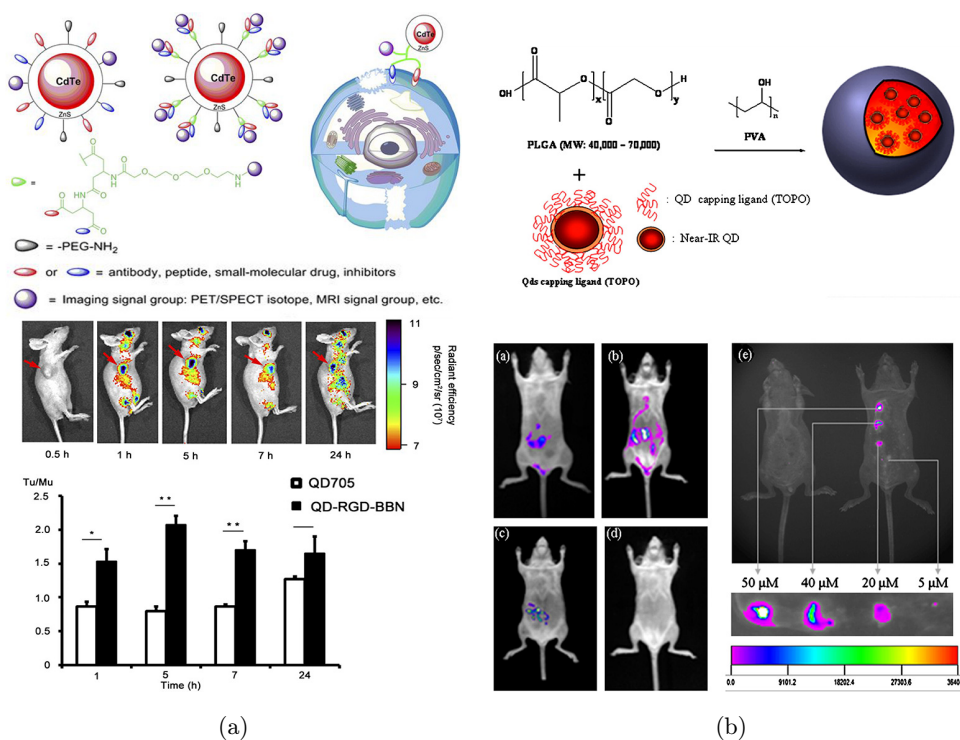 CdTe
ZnS
CdTe
ZnS
CdTe
ZnS
=
O
O
N
H
O
O
O
O
HN
NH
O
O
O
= -PEG-NH2
or = antibody, peptide, small-molecular drug, inhibitors
= Imaging signal group: PET/SPECT isotope, MRI signal group, etc.
0.5 h 1 h 5 h 7 h 24 h
11
9
7
Radiant efficiency
p/sec/cm²/sr (10⁷)
Tu/Mu
2.5
2.0
1.5
1.0
0.5
0.0
QD705
QD-RGD-BBN
*
* *
* *
1 5 7 24
Time (h)
(a)
O
OH
O
x
O
O
H
y
PLGA (MW: 40,000 – 70,000)
OH
n
PVA
+
: QD capping ligand (TOPO)
: Near-IR QD
Qds capping ligand (TOPO)
(a)
(b)
(c)
(d)
(e)
50 µM 40 µM 20 µM 5 µM
0.0 9101.2 18202.4 27303.6 3640
(b)